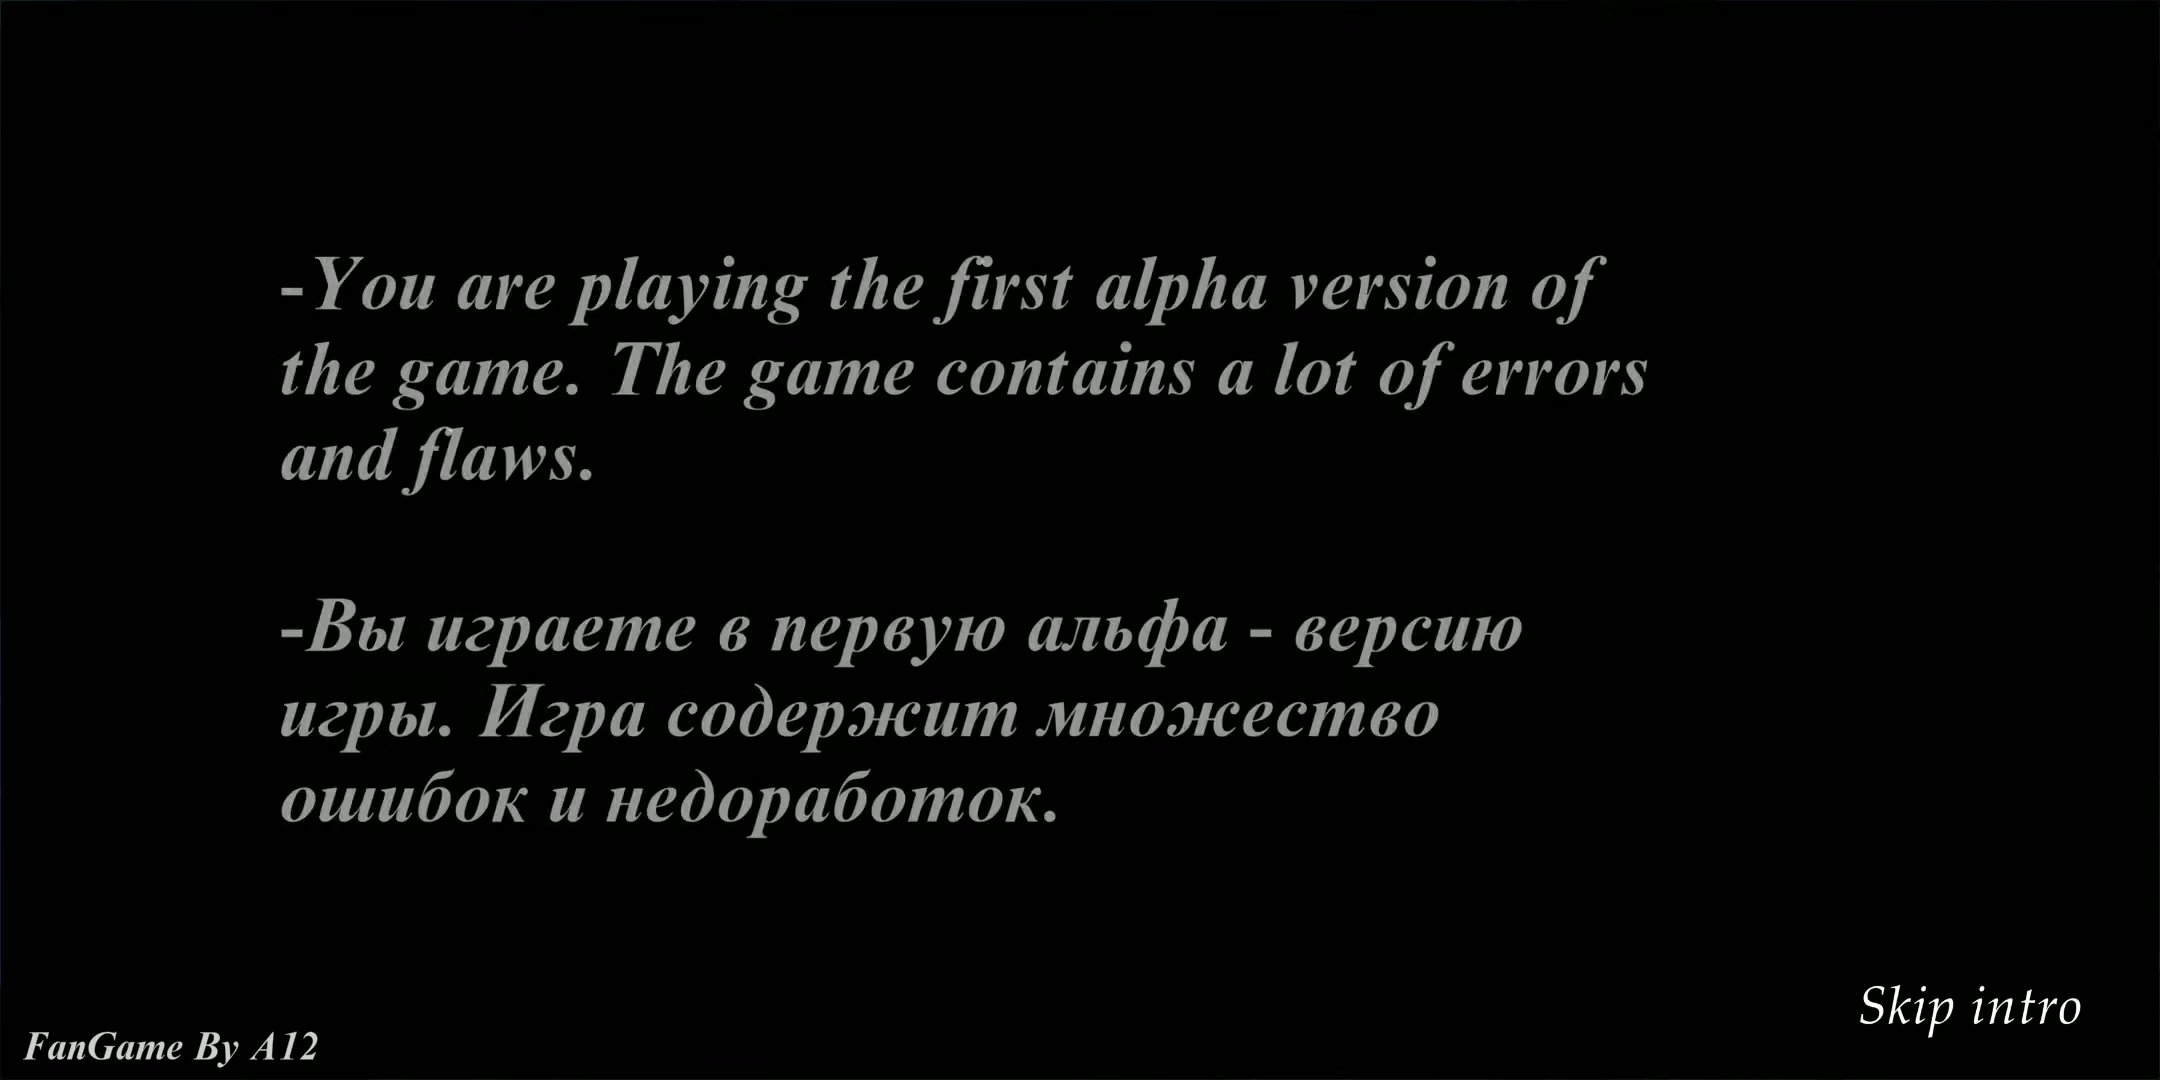 -You are playing the first alpha version of
the game. The game contains a lot of errors
and flaws.
-Вы играете в первую альфа - версию
игры. Игра содержит множество
ошибок и недоработок.
Skip intro
FanGame By A12